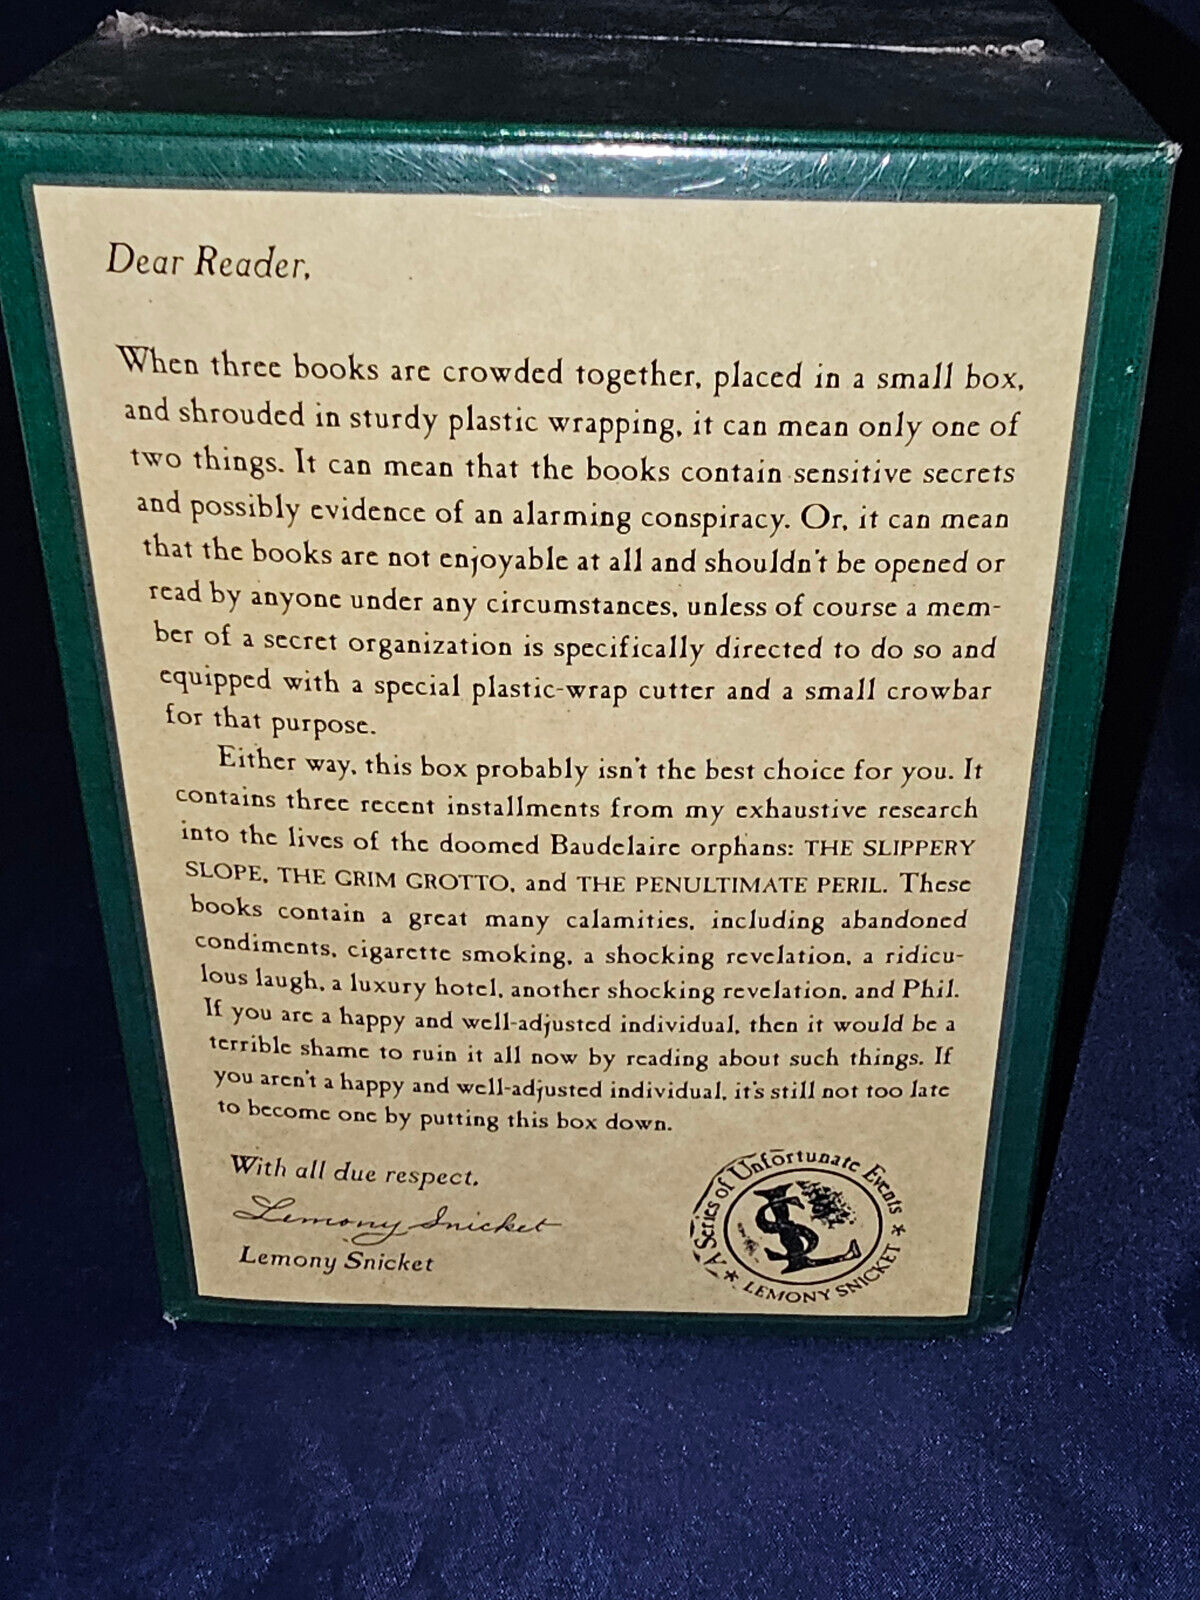 Dear Reader,
When three books are crowded together, placed in a small box,
and shrouded in sturdy plastic wrapping, it can mean only one of
two things. It can mean that the books contain sensitive secrets
and possibly evidence of an alarming conspiracy. Or, it can mean
that the books are not enjoyable at all and shouldn't be opened or
read by anyone under any circumstances, unless of course a mem-
ber of a secret organization is specifically directed to do so and
equipped with a special plastic-wrap cutter and a small crowbar
for that purpose.
Either way, this box probably isn't the best choice for you. It
contains three recent installments from my exhaustive research
into the lives of the doomed Baudelaire orphans: THE SLIPPERY
SLOPE, THE GRIM GROTTO, and THE PENULTIMATE PERIL. These
books contain a great many calamities, including abandoned
condiments, cigarette smoking, a shocking revelation, a ridicu-
lous laugh, a luxury hotel, another shocking revelation, and Phil.
If you are a happy and well-adjusted individual, then it would be a
terrible shame to ruin it all now by reading about such things. If
you aren't a happy and well-adjusted individual, it's still not too late
to become one by putting this box down.
With all due respect,
Lemony Snicket
Lemony Snicket
A Series of Unfortunate Events
LS
* LEMONY SNICKET *